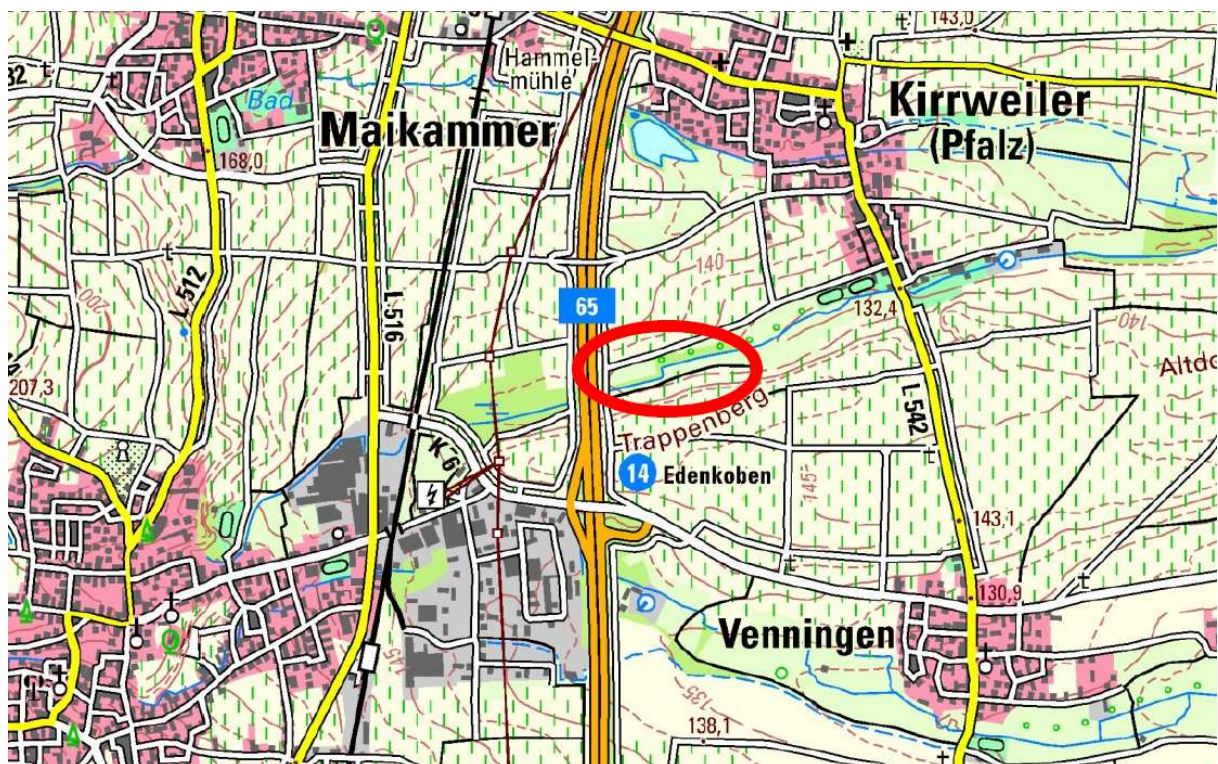 143,0
Hammel-
mühle
Kirrweiler
(Pfalz)
Bad
Maikammer
168,0
L 512
200
140
L 516
65
132,4
140
207,3
Altdo
L 542
Trappenberg
K 6
14
Edenkoben
145
143,1
130,9
Venningen
145
135
138,1